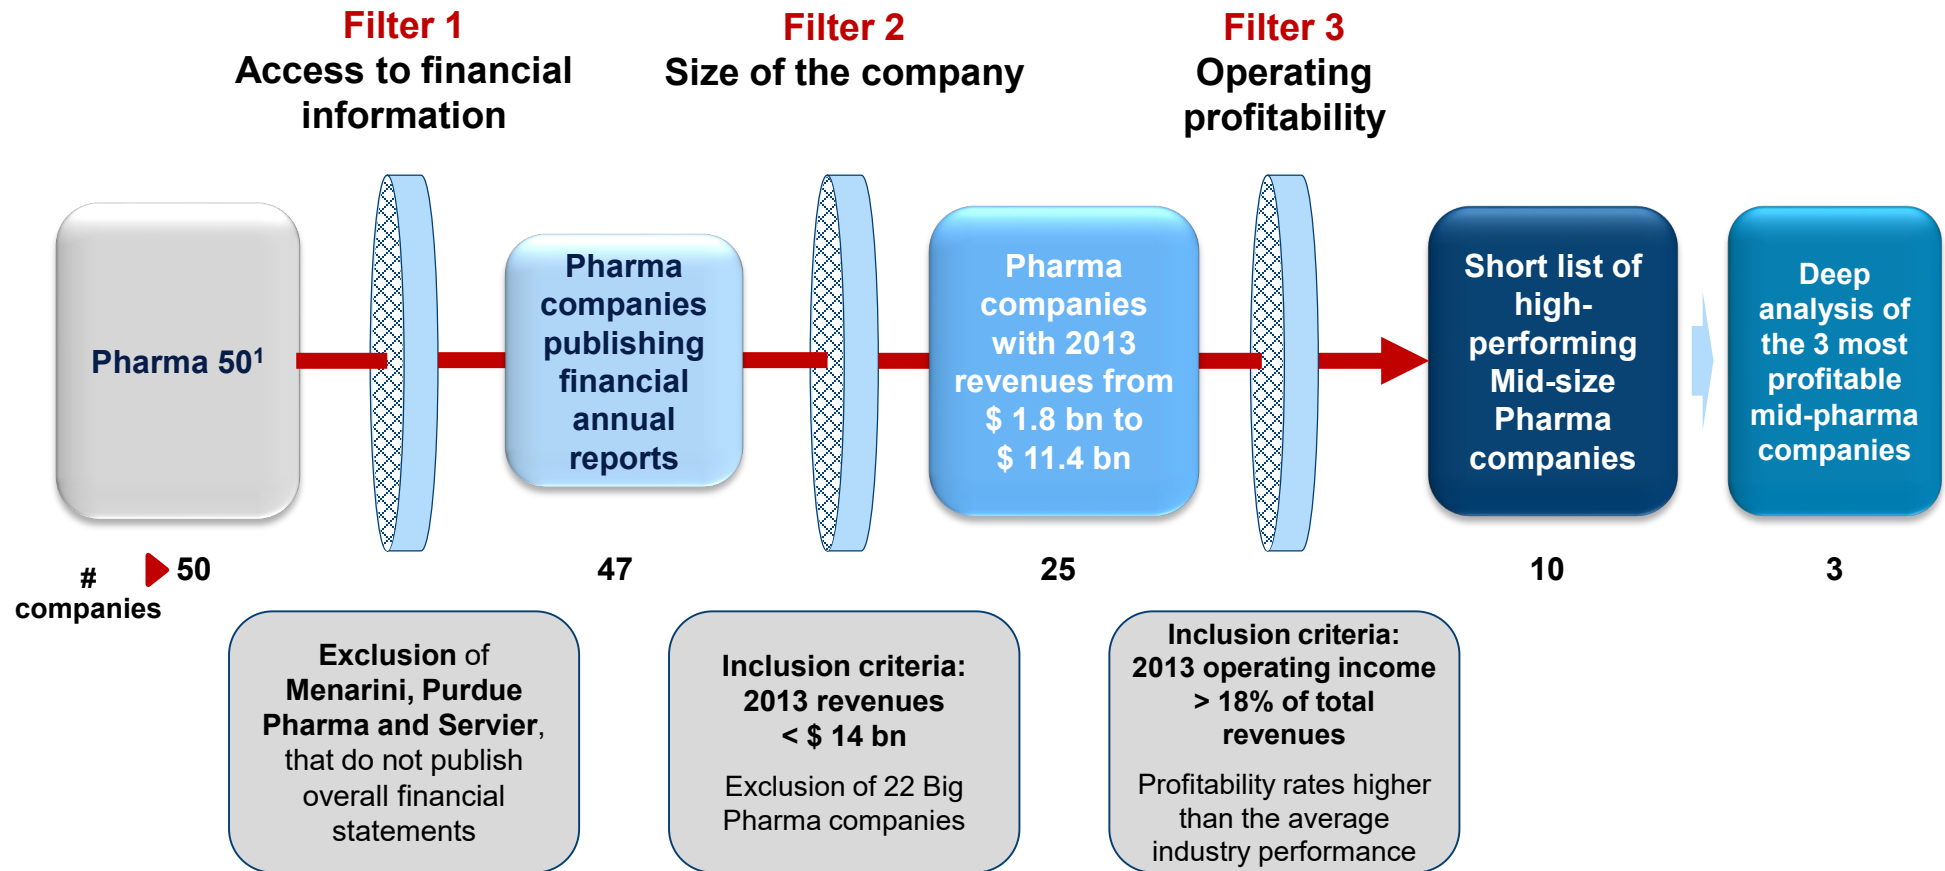 Filter 1
Access to financial
information
Filter 2
Size of the company
Filter 3
Operating
profitability
Pharma 50¹
Pharma
companies
publishing
financial
annual
reports
Pharma
companies
with 2013
revenues from
$ 1.8 bn to
$ 11.4 bn
Short list of
high-
performing
Mid-size
Pharma
companies
Deep
analysis of
the 3 most
profitable
mid-pharma
companies
#
companies
50
47
25
10
3
Exclusion of
Menarini, Purdue
Pharma and Servier,
that do not publish
overall financial
statements
Inclusion criteria:
2013 revenues
< $ 14 bn
Exclusion of 22 Big
Pharma companies
Inclusion criteria:
2013 operating income
> 18% of total
revenues
Profitability rates higher
than the average
industry performance